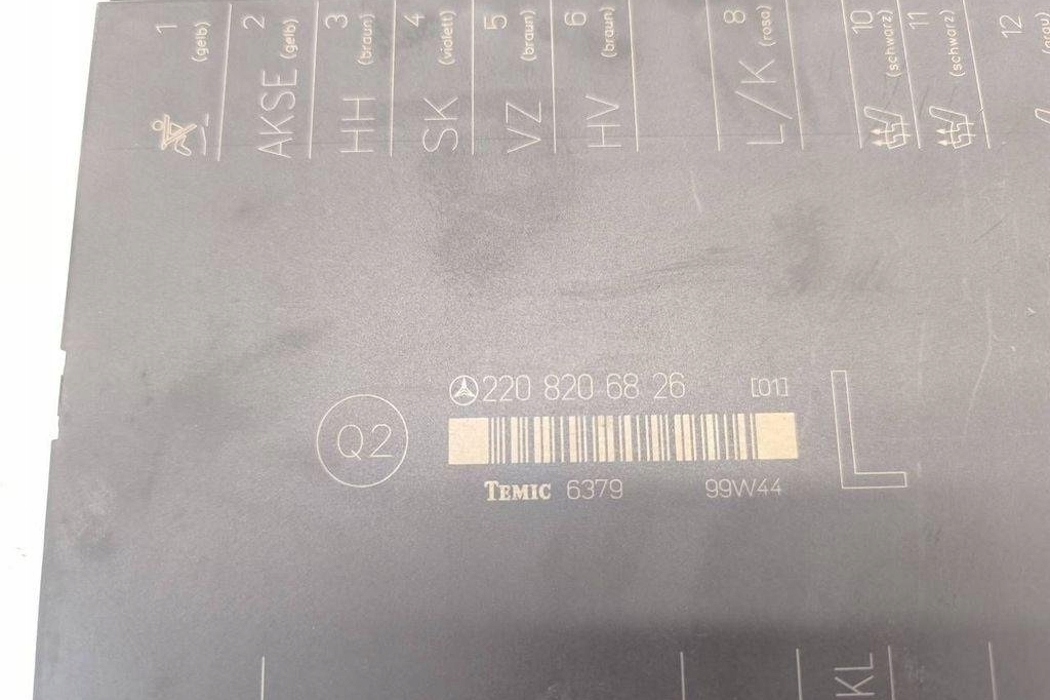 1 (gelb)
2 (gelb) AKSE
3 (braun) HH
4 (violett) SK
5 (braun) VZ
6 (braun) HV
8 (rosa) L/K
10 (schwarz)
11 (schwarz)
12
220 820 68 26 [01]
Q2
L
TEMIC 6379 99W44
KL